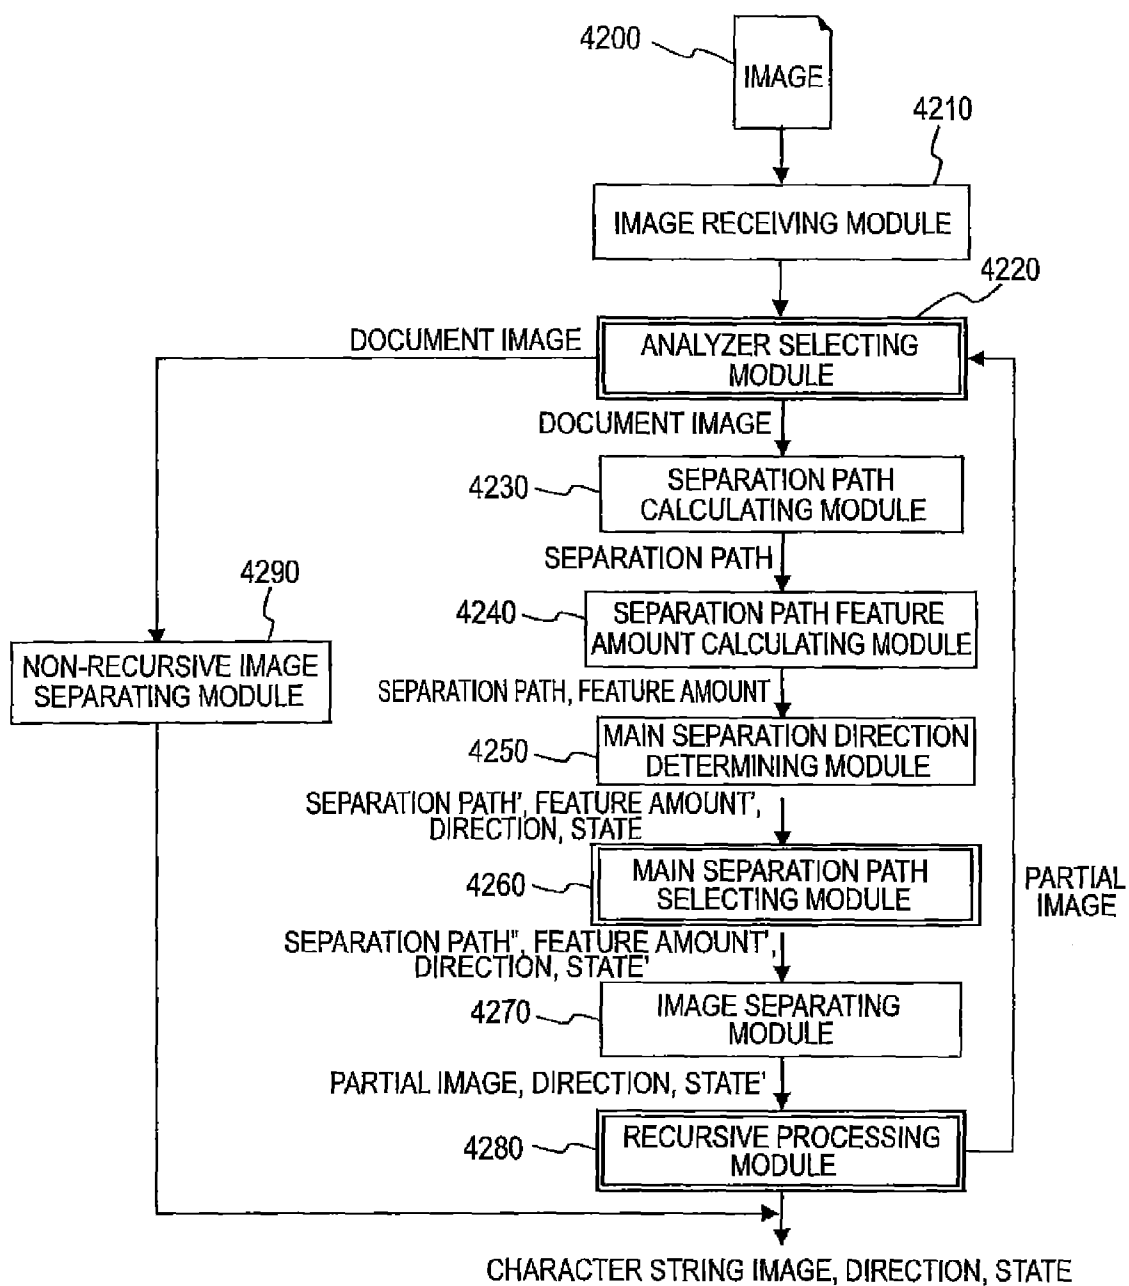 4200
IMAGE
4210
IMAGE RECEIVING MODULE
4220
DOCUMENT IMAGE
ANALYZER SELECTING
MODULE
DOCUMENT IMAGE
4230
SEPARATION PATH
CALCULATING MODULE
SEPARATION PATH
4290
4240
SEPARATION PATH FEATURE
AMOUNT CALCULATING MODULE
NON-RECURSIVE IMAGE
SEPARATING MODULE
SEPARATION PATH, FEATURE AMOUNT
4250
MAIN SEPARATION DIRECTION
DETERMINING MODULE
SEPARATION PATH', FEATURE AMOUNT',
DIRECTION, STATE
4260
MAIN SEPARATION PATH
SELECTING MODULE
PARTIAL
IMAGE
SEPARATION PATH", FEATURE AMOUNT',
DIRECTION, STATE'
4270
IMAGE SEPARATING
MODULE
PARTIAL IMAGE, DIRECTION, STATE'
4280
RECURSIVE PROCESSING
MODULE
CHARACTER STRING IMAGE, DIRECTION, STATE